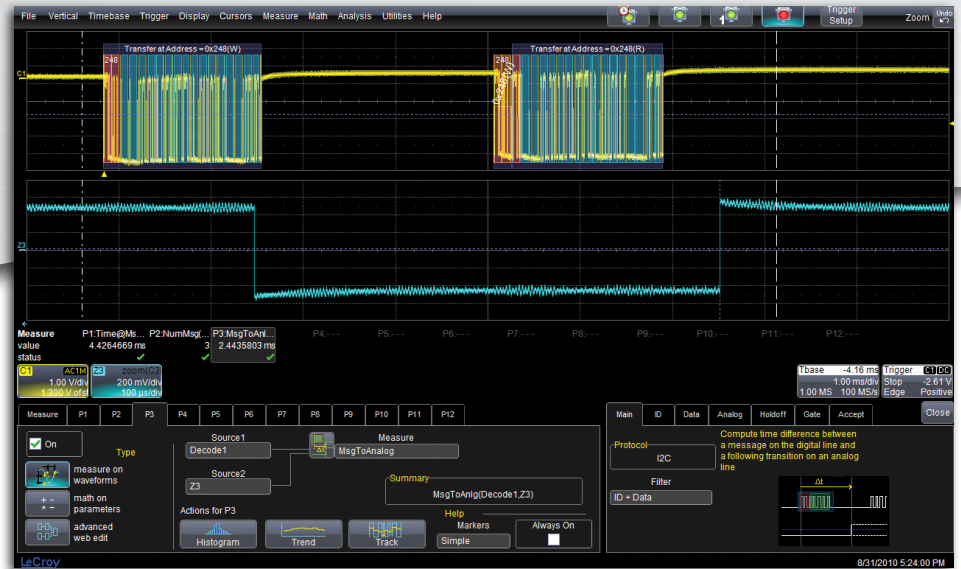 File Vertical Timebase Trigger Display Cursors Measure Math Analysis Utilities Help
1
Trigger
Setup
Zoom
Undo
Transfer at Address = 0x248(W)
Transfer at Address = 0x248(R)
248
248
0x248(W)
C1
Z3
Measure P1:Time@Ms... P2:NumMsg(... P3:MsgToAnl... P4:--- P5:--- P6:--- P7:--- P8:--- P9:--- P10:--- P11:--- P12:---
value 4.4264669 ms 3 2.4435803 ms
status
C1 AC1M
1.00 V/div
1.300 V ofst
Z3 zoom(C3)
200 mV/div
100 µs/div
Tbase -4.16 ms
1.00 ms/div
1.00 MS 100 MS/s
Trigger C1 DC
Stop -2.61 V
Edge Positive
Measure P1 P2 P3 P4 P5 P6 P7 P8 P9 P10 P11 P12
On
Type
measure on
waveforms
math on
parameters
advanced
web edit
Source1
Decode1
Source2
Z3
Measure
MsgToAnalog
Summary
MsgToAnlg(Decode1,Z3)
Actions for P3
Histogram
Trend
Track
Help
Markers
Simple
Always On
Main ID Data Analog Holdoff Gate Accept
Close
Protocol
I2C
Filter
ID + Data
Compute time difference between
a message on the digital line and
a following transition on an analog
line
Δt
LeCroy
8/31/2010 5:24:00 PM